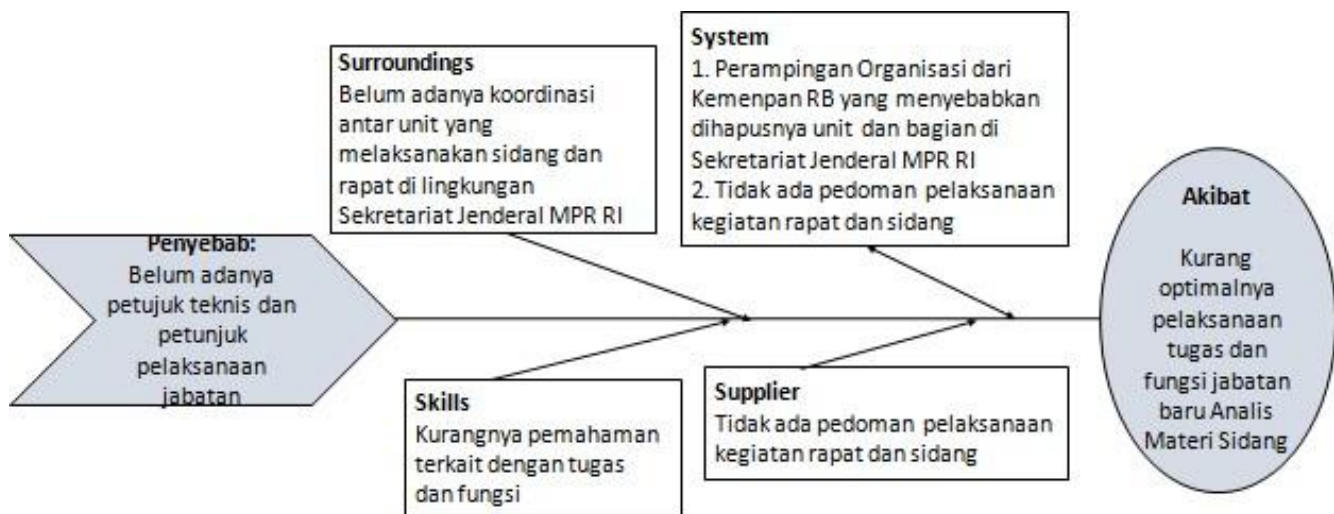 Surroundings
Belum adanya koordinasi
antar unit yang
melaksanakan sidang dan
rapat di lingkungan
Sekretariat Jenderal MPR RI
System
1. Perampingan Organisasi dari
Kemenpan RB yang menyebabkan
dihapusnya unit dan bagian di
Sekretariat Jenderal MPR RI
2. Tidak ada pedoman pelaksanaan
kegiatan rapat dan sidang
Penyebab:
Belum adanya
petujuk teknis dan
petunjuk
pelaksanaan
jabatan
Akibat
Kurang
optimalnya
pelaksanaan
tugas dan
fungsi jabatan
baru Analis
Materi Sidang
Skills
Kurangnya pemahaman
terkait dengan tugas
dan fungsi
Supplier
Tidak ada pedoman pelaksanaan
kegiatan rapat dan sidang